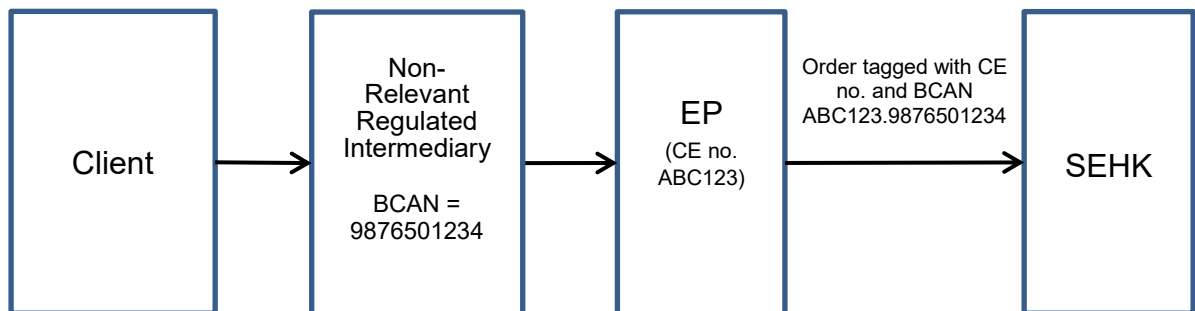 Client
Non-
Relevant
Regulated
Intermediary
BCAN =
9876501234
EP
(CE no.
ABC123)
Order tagged with CE
no. and BCAN
ABC123.9876501234
SEHK